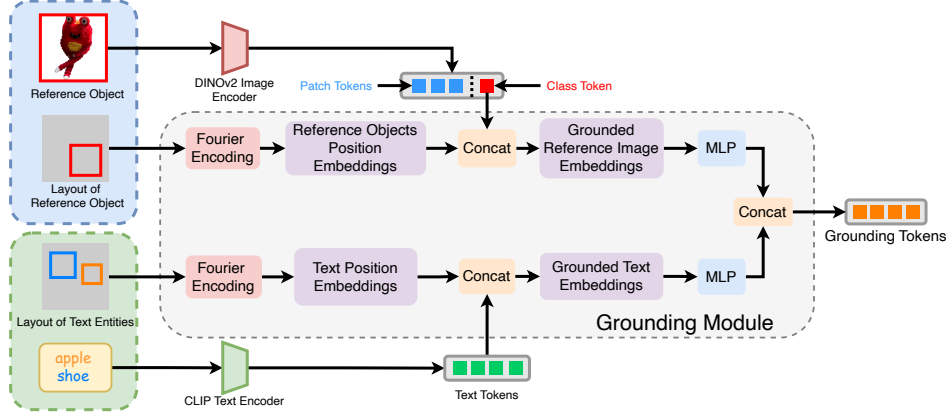 Reference Object
DINOv2 Image
Encoder
Patch Tokens
Class Token
Layout of
Reference Object
Fourier
Encoding
Reference Objects
Position
Embeddings
Concat
Grounded
Reference Image
Embeddings
MLP
Concat
Grounding Tokens
Layout of Text Entities
Fourier
Encoding
Text Position
Embeddings
Concat
Grounded Text
Embeddings
MLP
Grounding Module
apple
shoe
CLIP Text Encoder
Text Tokens